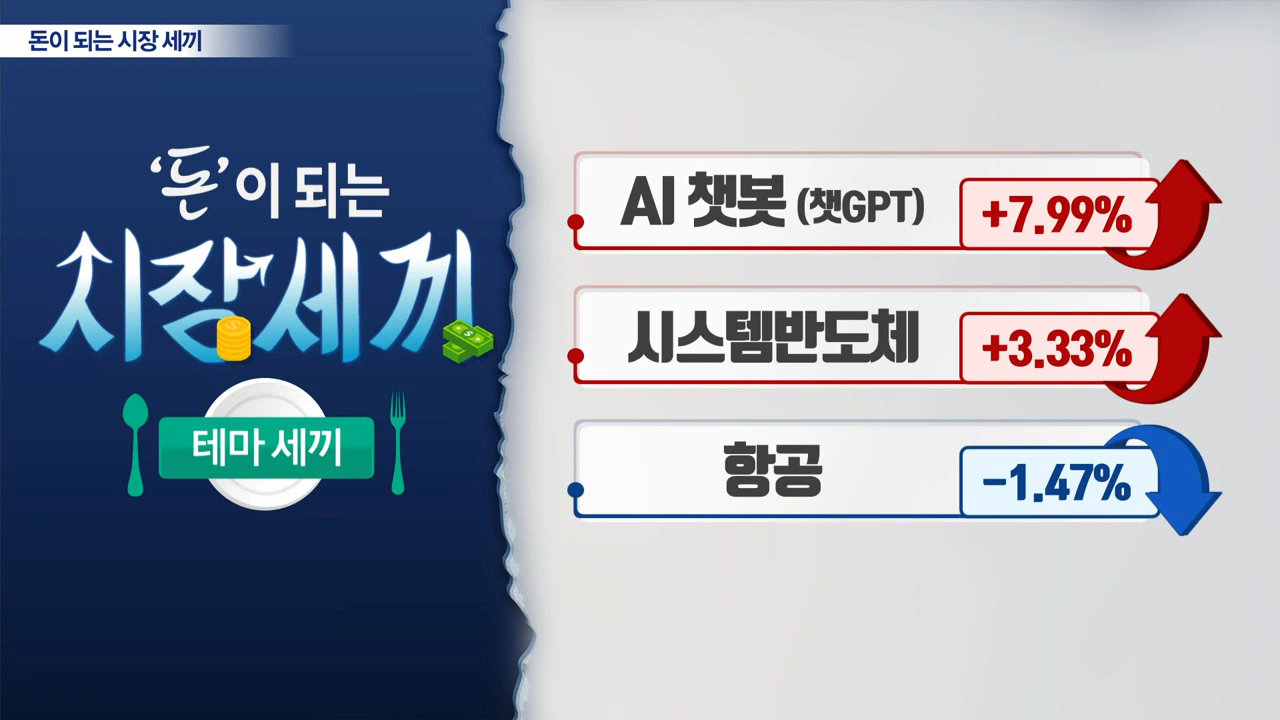 돈이 되는 시장 세끼
‘돈’이 되는
시장세끼
테마 세끼
AI 챗봇 (챗GPT) +7.99%
시스템반도체 +3.33%
항공 -1.47%